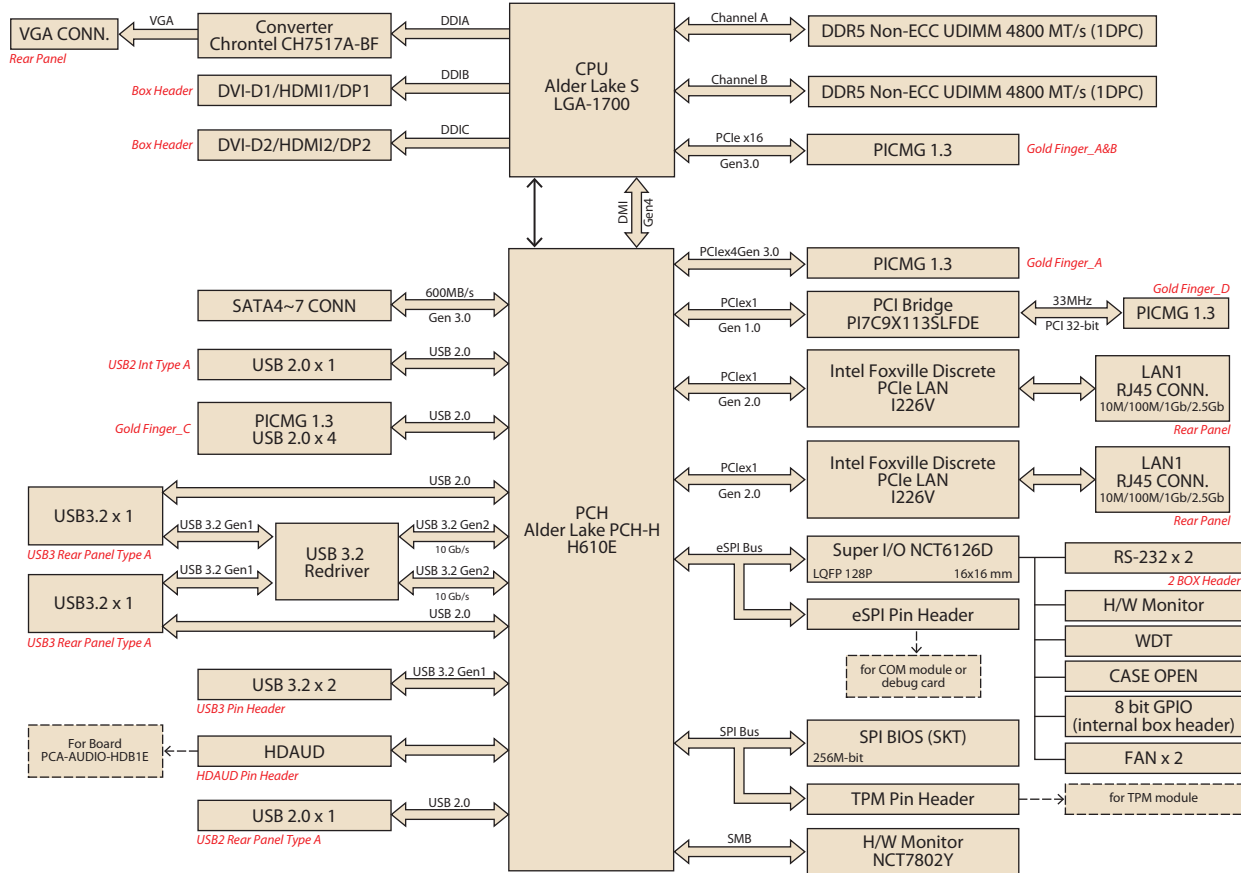 VGA CONN.
Rear Panel
VGA
Converter
Chrontel CH7517A-BF
DDIA
Box Header
DVI-D1/HDMI1/DP1
DDIB
Box Header
DVI-D2/HDMI2/DP2
DDIC
CPU
Alder Lake S
LGA-1700
Channel A
DDR5 Non-ECC UDIMM 4800 MT/s (1DPC)
Channel B
DDR5 Non-ECC UDIMM 4800 MT/s (1DPC)
PCIe x16
Gen3.0
PICMG 1.3
Gold Finger_A&B
DMI
Gen4
SATA4~7 CONN
600MB/s
Gen 3.0
USB2 Int Type A
USB 2.0 x 1
USB 2.0
Gold Finger_C
PICMG 1.3
USB 2.0 x 4
USB 2.0
USB3.2 x 1
USB3 Rear Panel Type A
USB 2.0
USB 3.2 Gen1
USB 3.2
Redriver
USB 3.2 Gen2
10 Gb/s
USB 3.2 Gen1
USB 3.2 Gen2
10 Gb/s
USB3.2 x 1
USB3 Rear Panel Type A
USB 2.0
USB 3.2 x 2
USB3 Pin Header
USB 3.2 Gen1
For Board
PCA-AUDIO-HDB1E
HDAUD
HDAUD Pin Header
USB 2.0 x 1
USB2 Rear Panel Type A
USB 2.0
PCH
Alder Lake PCH-H
H610E
PCIex4Gen 3.0
PICMG 1.3
Gold Finger_A
PCIex1
Gen 1.0
PCI Bridge
PI7C9X113SLFDE
33MHz
PCI 32-bit
Gold Finger_D
PICMG 1.3
PCIex1
Gen 2.0
Intel Foxville Discrete
PCIe LAN
I226V
LAN1
RJ45 CONN.
10M/100M/1Gb/2.5Gb
Rear Panel
PCIex1
Gen 2.0
Intel Foxville Discrete
PCIe LAN
I226V
LAN1
RJ45 CONN.
10M/100M/1Gb/2.5Gb
Rear Panel
eSPI Bus
Super I/O NCT6126D
LQFP 128P 16x16 mm
eSPI Pin Header
for COM module or
debug card
RS-232 x 2
2 BOX Header
H/W Monitor
WDT
CASE OPEN
8 bit GPIO
(internal box header)
FAN x 2
SPI Bus
SPI BIOS (SKT)
256M-bit
TPM Pin Header
for TPM module
SMB
H/W Monitor
NCT7802Y